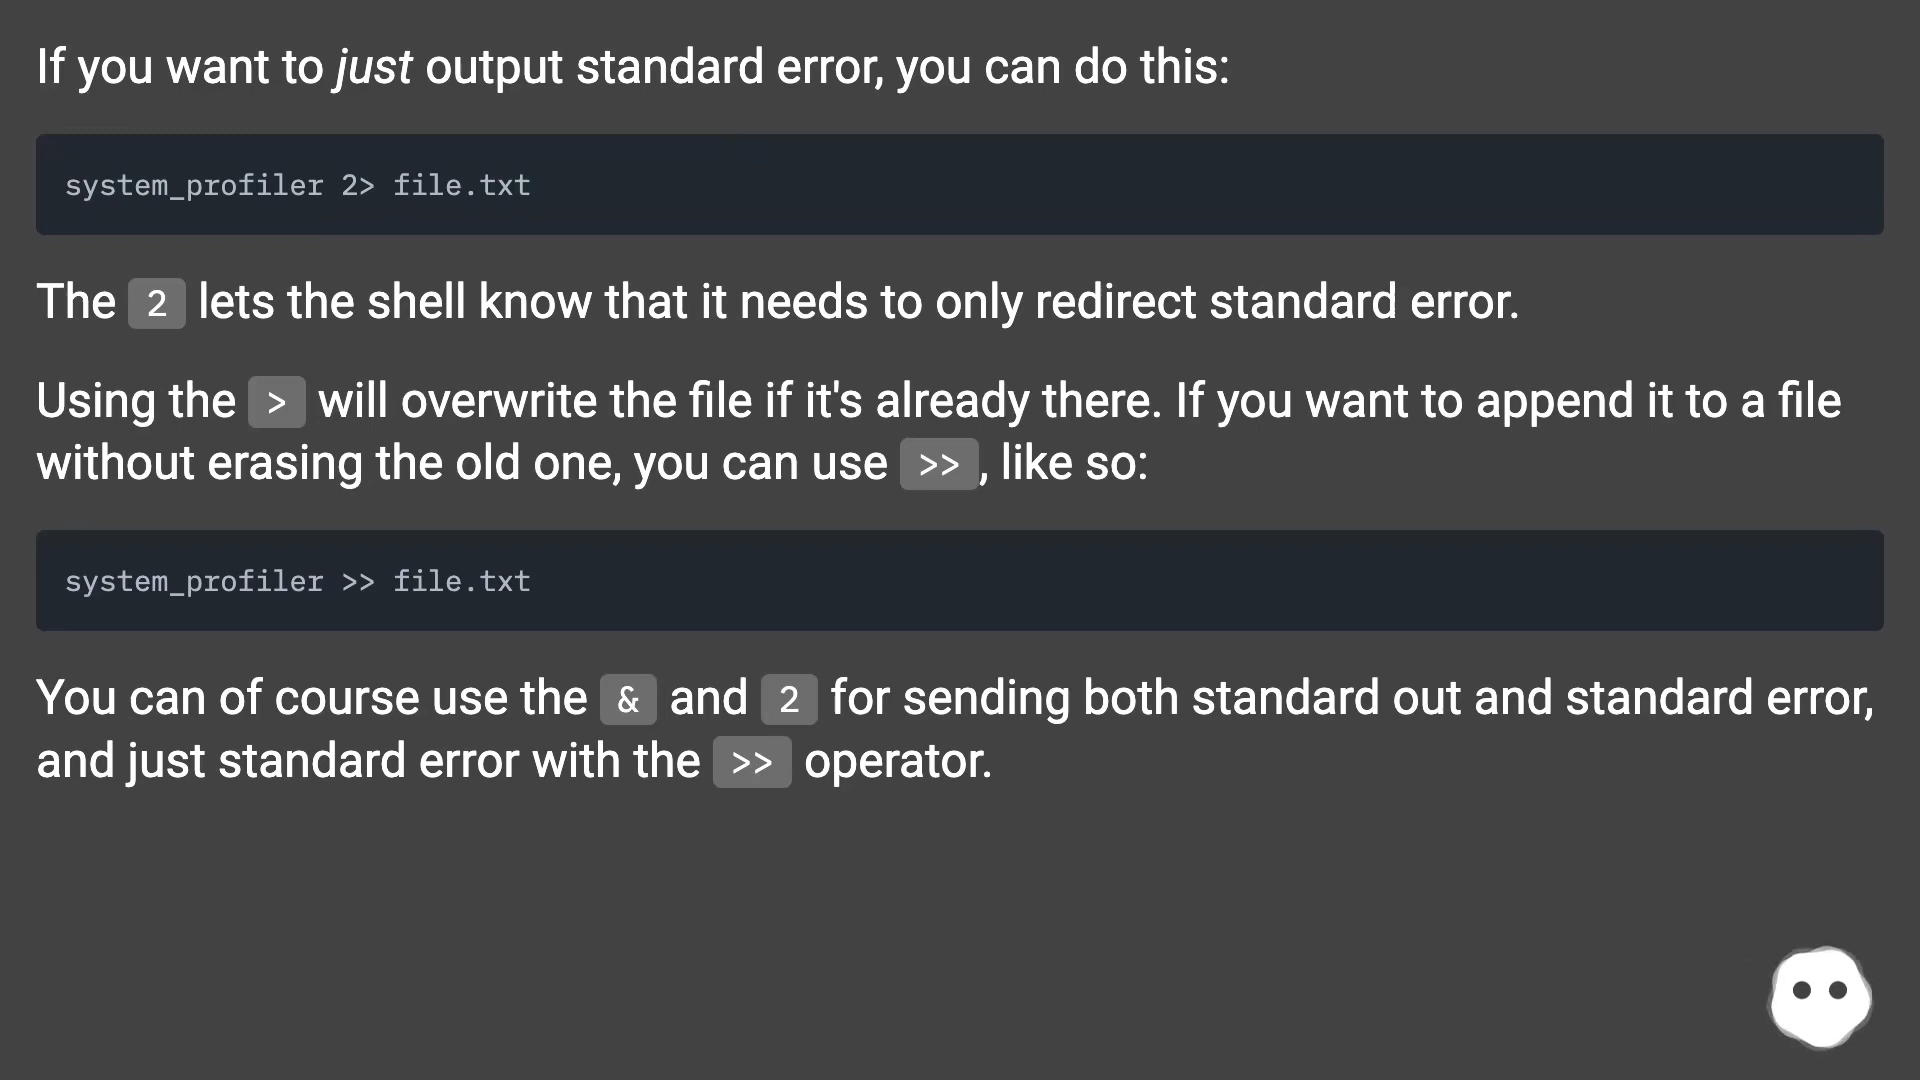 If you want to just output standard error, you can do this:
system_profiler 2> file.txt
The 2 lets the shell know that it needs to only redirect standard error.
Using the > will overwrite the file if it's already there. If you want to append it to a file
without erasing the old one, you can use >>, like so:
system_profiler >> file.txt
You can of course use the & and 2 for sending both standard out and standard error,
and just standard error with the >> operator.